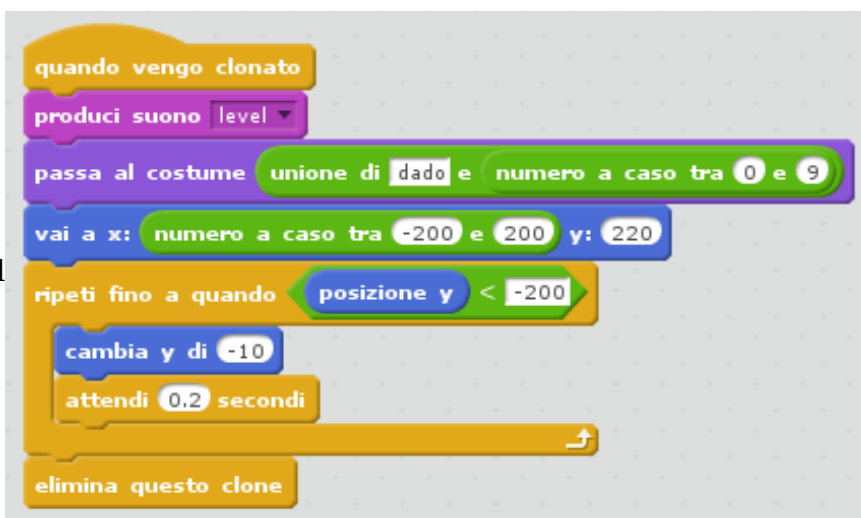 quando vengo clonato
produci suono level
passa al costume unione di dado e numero a caso tra 0 e 9
vai a x: numero a caso tra -200 e 200 y: 220
ripeti fino a quando posizione y < -200
cambia y di -10
attendi 0.2 secondi
elimina questo clone